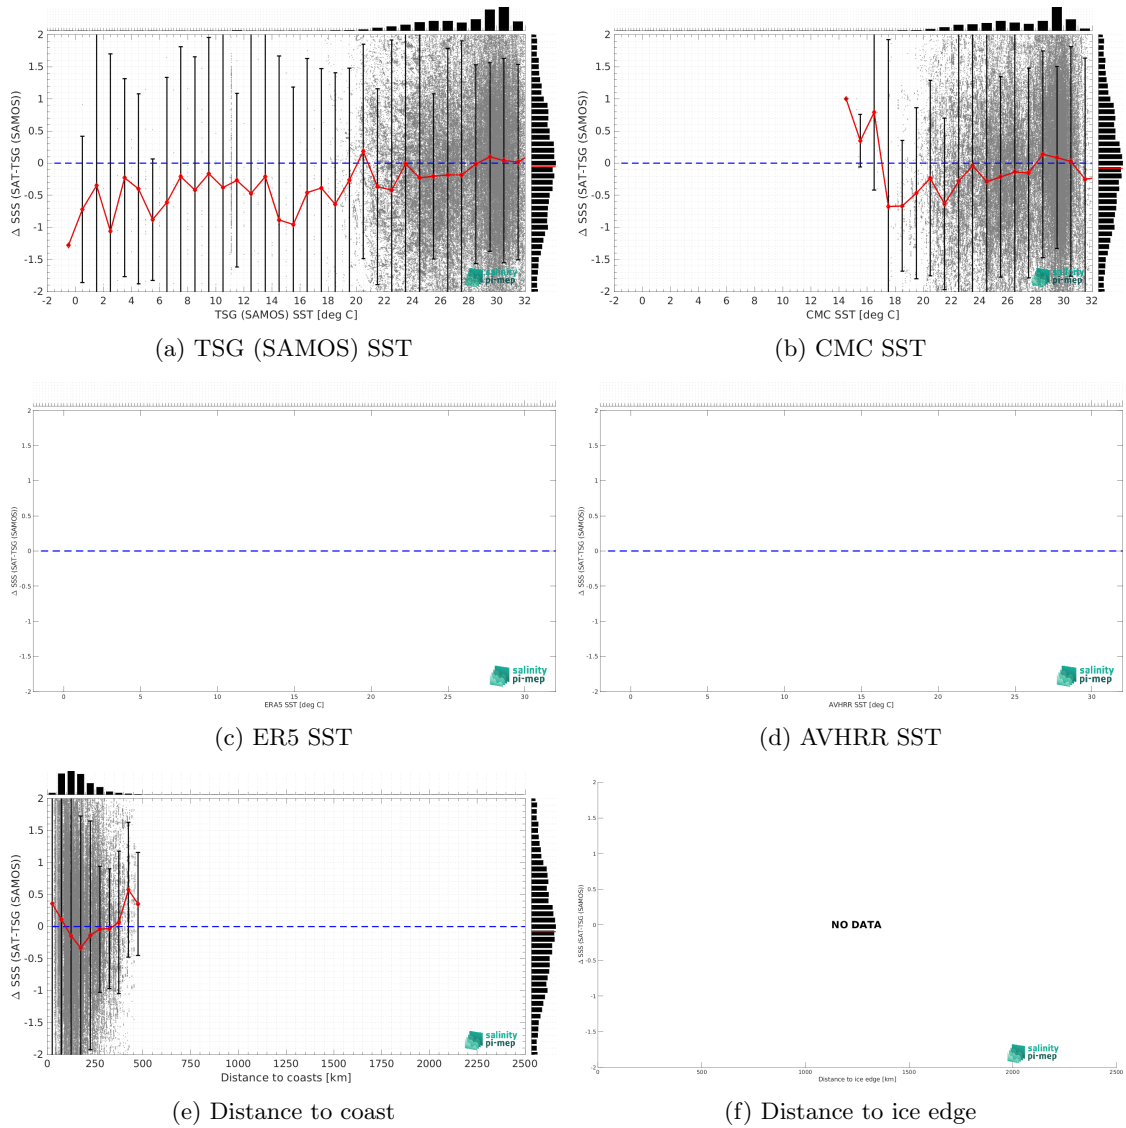 2
1.5
1
0.5
0
-0.5
-1
-1.5
-2
Δ SSS (SAT-TSG (SAMOS))
-2 0 2 4 6 8 10 12 14 16 18 20 22 24 26 28 30 32
TSG (SAMOS) SST [deg C]
salinity
pi-mep
(a) TSG (SAMOS) SST
2
1.5
1
0.5
0
-0.5
-1
-1.5
-2
Δ SSS (SAT-TSG (SAMOS))
-2 0 2 4 6 8 10 12 14 16 18 20 22 24 26 28 30 32
CMC SST [deg C]
salinity
pi-mep
(b) CMC SST
2
1.5
1
0.5
0
-0.5
-1
-1.5
-2
Δ SSS (SAT-TSG (SAMOS))
0 5 10 15 20 25 30
ERA5 SST [deg C]
salinity
pi-mep
(c) ER5 SST
2
1.5
1
0.5
0
-0.5
-1
-1.5
-2
Δ SSS (SAT-TSG (SAMOS))
0 5 10 15 20 25 30
AVHRR SST [deg C]
salinity
pi-mep
(d) AVHRR SST
2
1.5
1
0.5
0
-0.5
-1
-1.5
-2
Δ SSS (SAT-TSG (SAMOS))
0 250 500 750 1000 1250 1500 1750 2000 2250 2500
Distance to coasts [km]
salinity
pi-mep
(e) Distance to coast
2
1.5
1
0.5
0
-0.5
-1
-1.5
-2
Δ SSS (SAT-TSG (SAMOS))
NO DATA
0 500 1000 1500 2000 2500
Distance to ice edge [km]
salinity
pi-mep
(f) Distance to ice edge